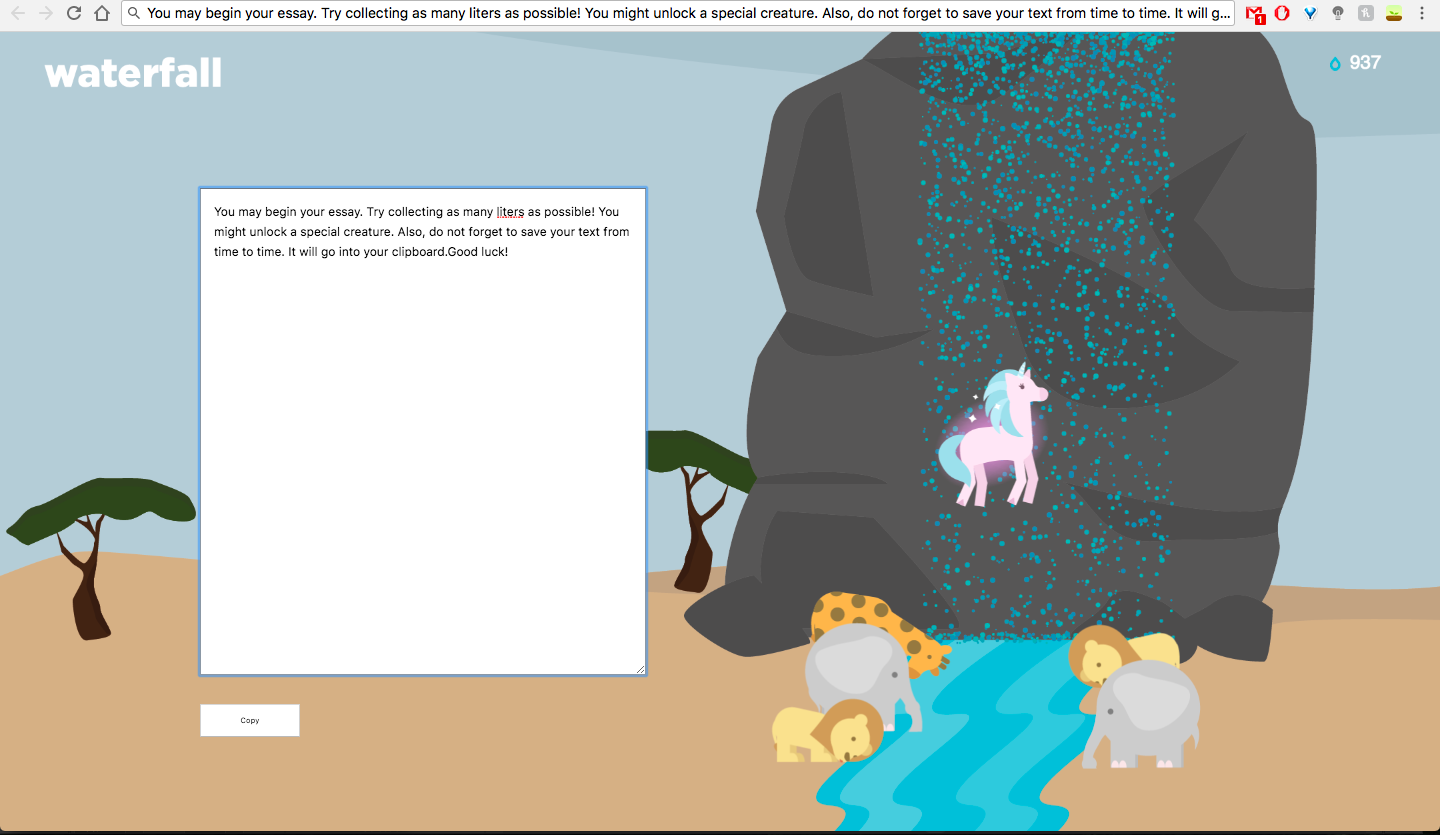 You may begin your essay. Try collecting as many liters as possible! You might unlock a special creature. Also, do not forget to save your text from time to time. It will g...
1
waterfall
937
You may begin your essay. Try collecting as many liters as possible! You
might unlock a special creature. Also, do not forget to save your text from
time to time. It will go into your clipboard.Good luck!
Copy